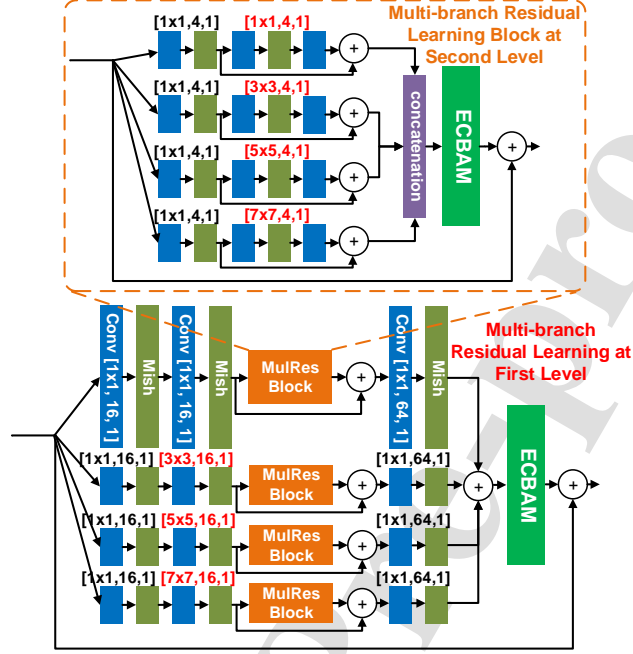 [1x1,4,1] [1x1,4,1]
Multi-branch Residual
Learning Block at
Second Level
[1x1,4,1] [3x3,4,1]
[1x1,4,1] [5x5,4,1]
[1x1,4,1] [7x7,4,1]
+
+
+
+
concatenation
ECBAM
+
Conv [1x1, 16, 1]
Mish
Conv [1x1, 16, 1]
Mish
MulRes
Block
+
Conv [1x1, 64, 1]
Mish
Multi-branch
Residual Learning at
First Level
[1x1,16,1] [3x3,16,1]
MulRes
Block
+
[1x1,64,1]
[1x1,16,1] [5x5,16,1]
MulRes
Block
+
[1x1,64,1]
[1x1,16,1] [7x7,16,1]
MulRes
Block
+
[1x1,64,1]
+
ECBAM
+